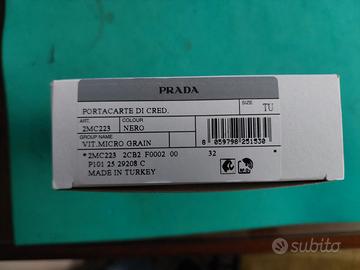 PRADA
PORTACARTE DI CRED.
SIZE
TU
ART. COLOUR
2MC223 NERO
GROUP NAME
VIT.MICRO GRAIN
8 059798 251530
*2MC223 2CB2 F0002 00 32 *
P101 25 29208 C
MADE IN TURKEY
subito